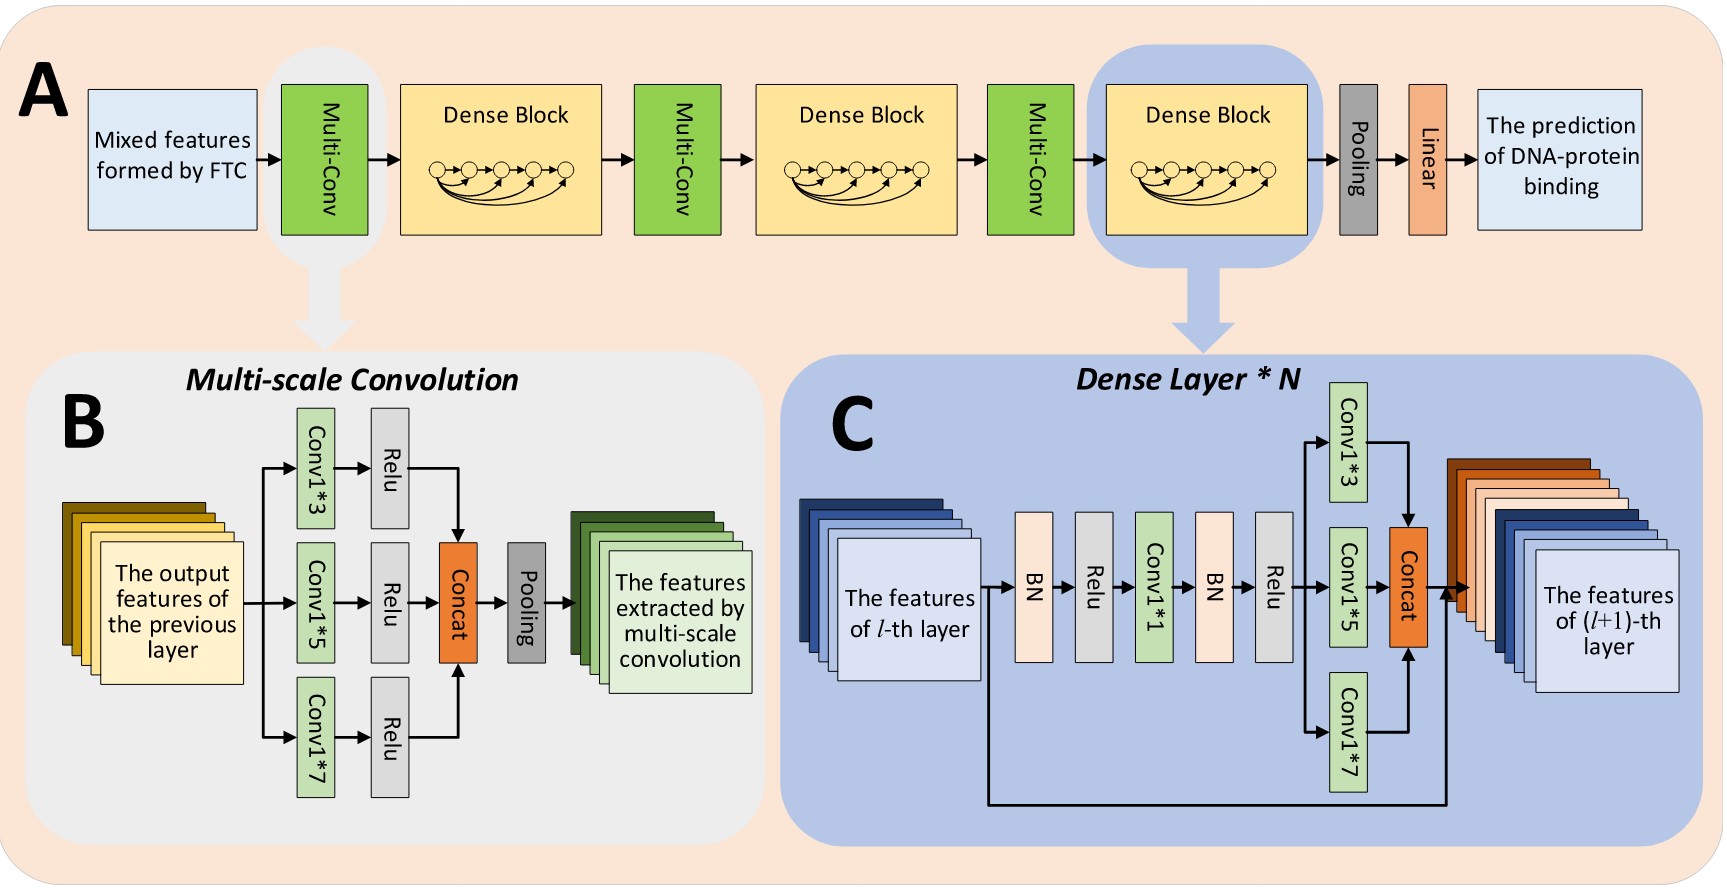 A
Mixed features
formed by FTC
Multi-Conv
Dense Block
Multi-Conv
Dense Block
Multi-Conv
Dense Block
Pooling
Linear
The prediction
of DNA-protein
binding
Multi-scale Convolution
B
The output
features of
the previous
layer
Conv1*3
Relu
Conv1*5
Relu
Conv1*7
Relu
Concat
Pooling
The features
extracted by
multi-scale
convolution
Dense Layer * N
C
The features
of l-th layer
BN
Relu
Conv1*1
BN
Relu
Conv1*3
Conv1*5
Conv1*7
Concat
The features
of (l+1)-th
layer